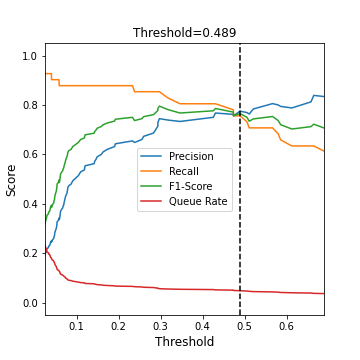 Threshold=0.489
1.0
0.8
0.6
0.4
0.2
0.0
Score
Precision
Recall
F1-Score
Queue Rate
0.1 0.2 0.3 0.4 0.5 0.6
Threshold